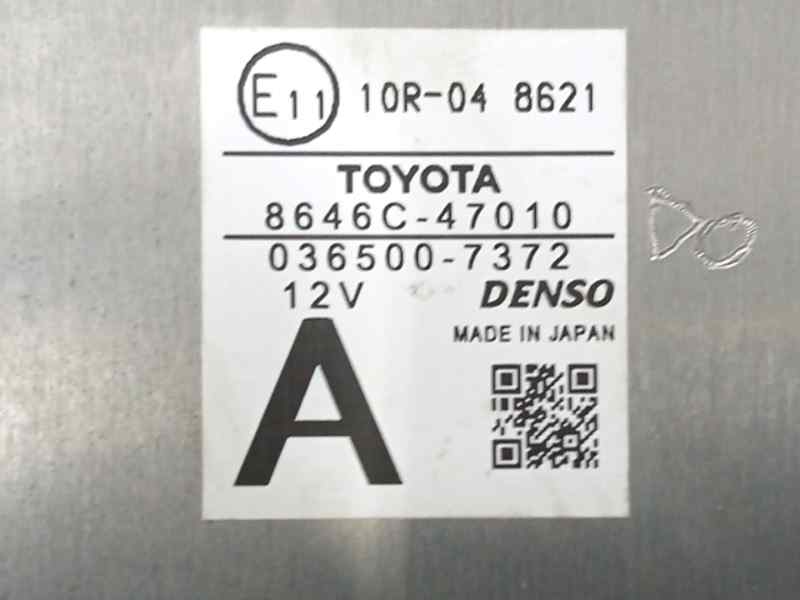 E11 10R-04 8621
TOYOTA
8646C-47010
036500-7372
12V DENSO
MADE IN JAPAN
A